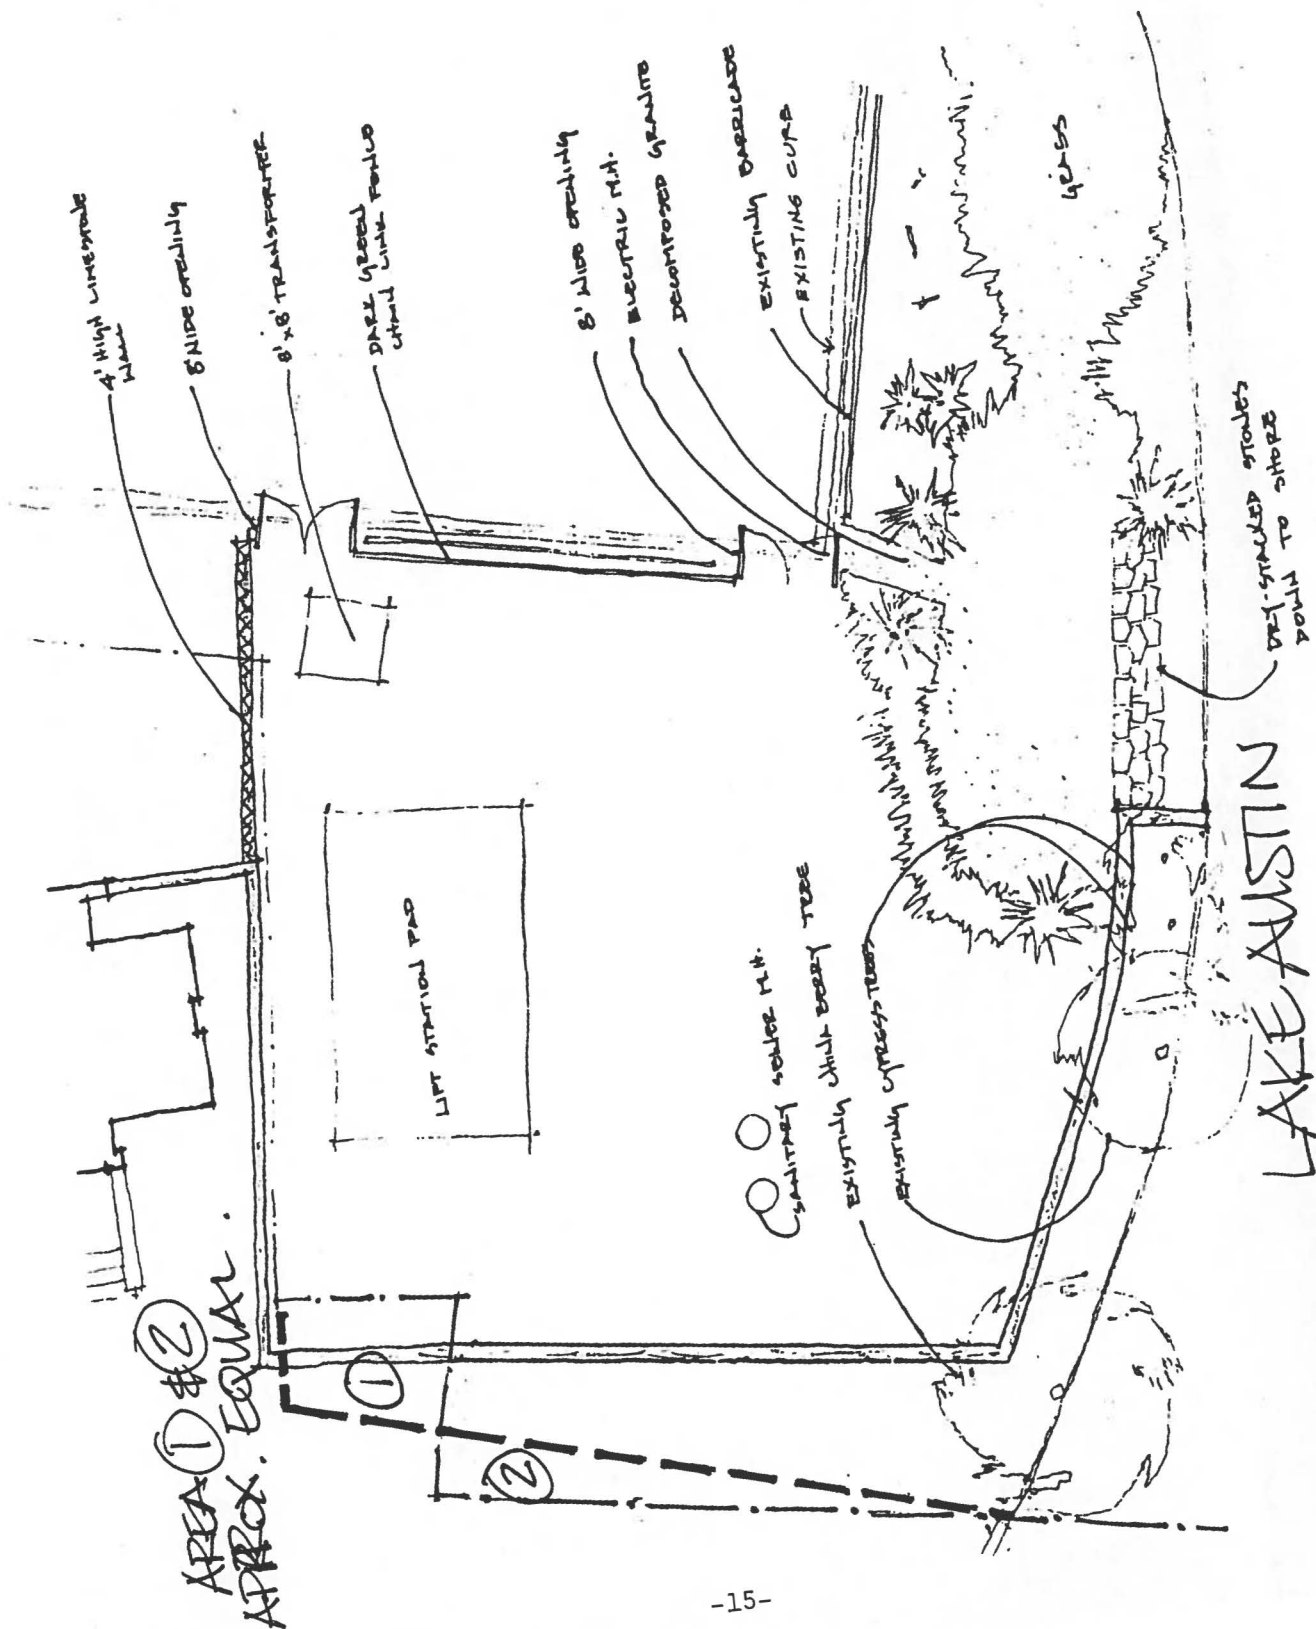 4' HIGH LIMESTONE
WALL
8' WIDE OPENING
8' x 8' TRANSFORMER
DARK GREEN
CHAIN LINK FENCE
8' WIDE OPENING
ELECTRIC M.H.
DECOMPOSED GRANITE
EXISTING BARRICADE
EXISTING CURB
GRASS
LIFT STATION PAD
SANITARY SEWER M.H.
EXISTING CHINA BERRY TREE
EXISTING CYPRESS TREES
DRY-STACKED STONES
DOWN TO SHORE
LAKE AUSTIN
AREA 1 & 2
APROX. EQUAL.
1
2
-15-